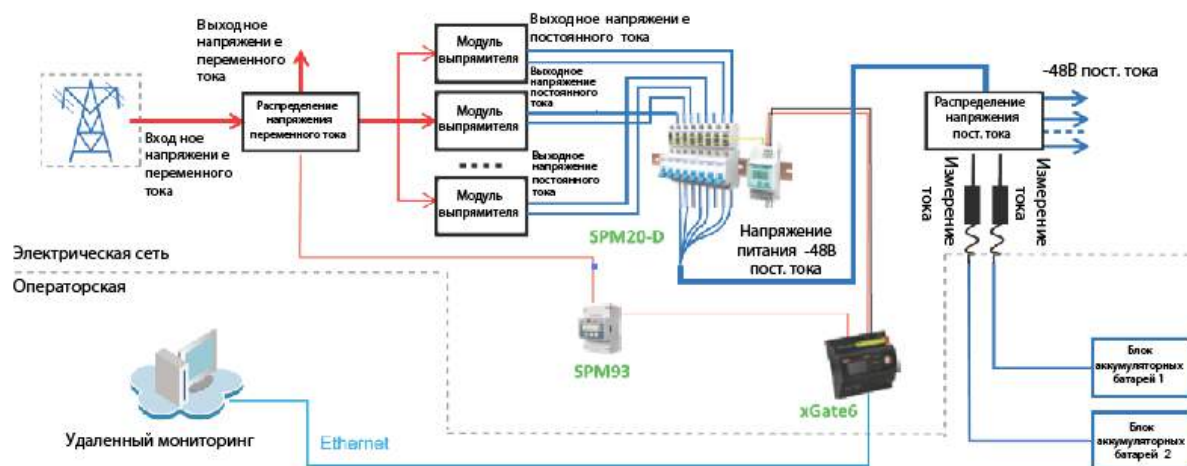 Выходное
напряжени е
переменного
тока
Вход ное
напряжени е
переменного
тока
Распределение
напряжения
переменного тока
Модуль
выпрямителя
Модуль
выпрямителя
Модуль
выпрямителя
Выходное напряжени е
постоянного тока
Выходное
напряжение
постоянного
тока
Выходное
напряжение
постоянного
тока
SPM20-D
Напряжение
питания -48В
пост. тока
-48В пост. тока
Распределение
напряжения
пост. тока
Измерение
тока
Измерение
тока
Электрическая сеть
Операторская
SPM93
xGate6
Удаленный мониторинг
Ethernet
Блок
аккумуляторных
батарей 1
Блок
аккумуляторных
батарей 2